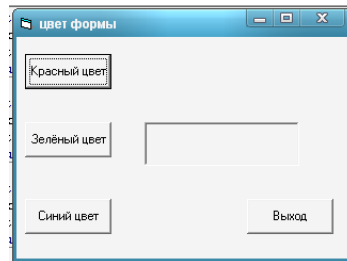 цвет формы
Красный цвет
Зелёный цвет
Синий цвет
Выход